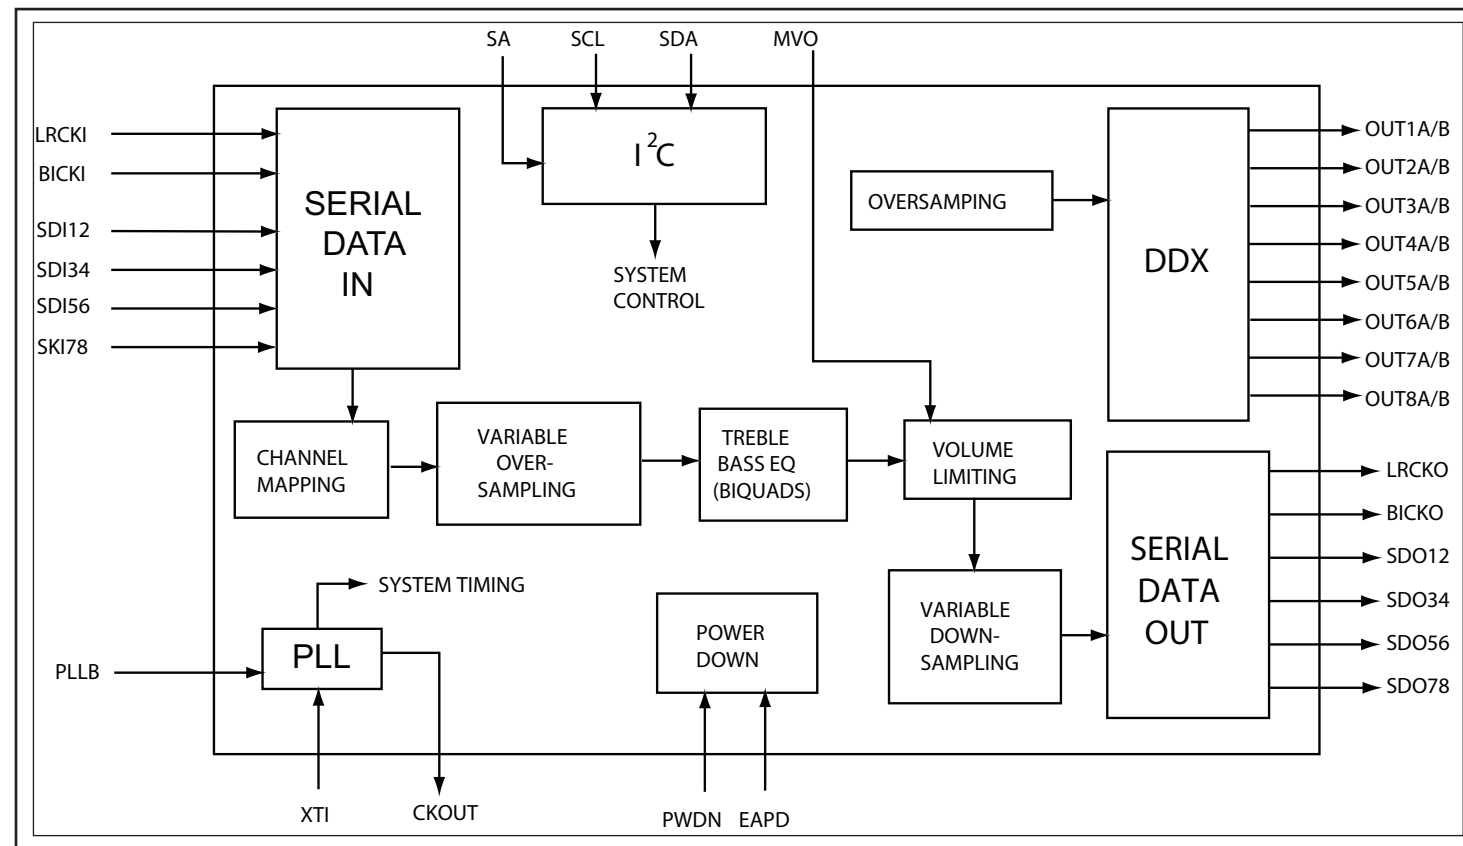 SA
SCL
SDA
MVO
LRCKI
BICKI
SDI12
SDI34
SDI56
SKI78
SERIAL
DATA
IN
I2C
SYSTEM
CONTROL
OVERSAMPING
DDX
OUT1A/B
OUT2A/B
OUT3A/B
OUT4A/B
OUT5A/B
OUT6A/B
OUT7A/B
OUT8A/B
CHANNEL
MAPPING
VARIABLE
OVER-
SAMPLING
TREBLE
BASS EQ
(BIQUADS)
VOLUME
LIMITING
SERIAL
DATA
OUT
LRCKO
BICKO
SDO12
SDO34
SDO56
SDO78
SYSTEM TIMING
PLL
PLLB
POWER
DOWN
VARIABLE
DOWN-
SAMPLING
XTI
CKOUT
PWDN
EAPD